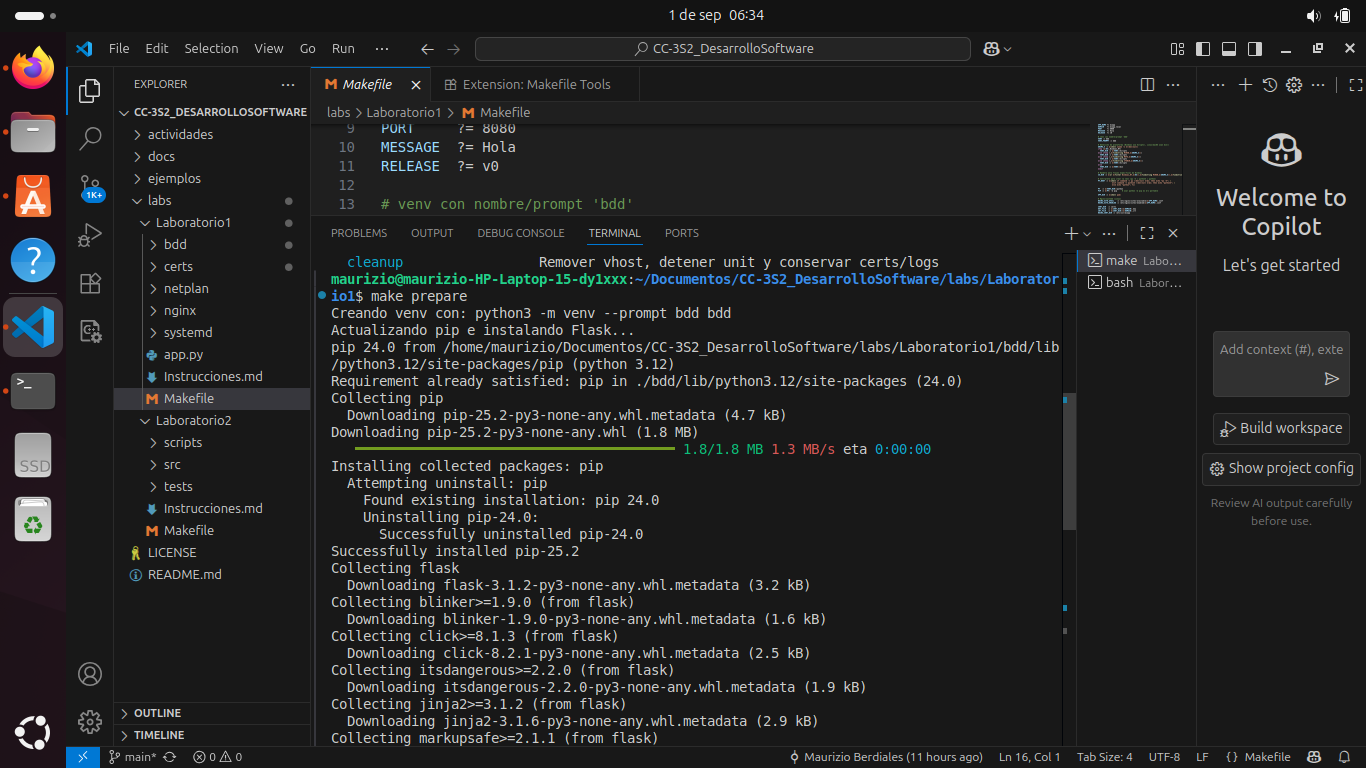 1 de sep 06:34
File Edit Selection View Go Run ···
CC-3S2_DesarrolloSoftware
EXPLORER ···
CC-3S2_DESARROLLOSOFTWARE
actividades
docs
ejemplos
labs
Laboratorio1
bdd
certs
netplan
nginx
systemd
app.py
Instrucciones.md
Makefile
Laboratorio2
scripts
src
tests
Instrucciones.md
Makefile
LICENSE
README.md
OUTLINE
TIMELINE
1K+
SSD
Makefile
Extension: Makefile Tools
labs > Laboratorio1 > Makefile
9 PORT ?= 8080
10 MESSAGE ?= Hola
11 RELEASE ?= v0
12
13 # venv con nombre/prompt 'bdd'
PROBLEMS OUTPUT DEBUG CONSOLE TERMINAL PORTS
cleanup Remover vhost, detener unit y conservar certs/logs
maurizio@maurizio-HP-Laptop-15-dy1xxx:~/Documentos/CC-3S2_DesarrolloSoftware/labs/Laborator
io1$ make prepare
Creando venv con: python3 -m venv --prompt bdd bdd
Actualizando pip e instalando Flask...
pip 24.0 from /home/maurizio/Documentos/CC-3S2_DesarrolloSoftware/labs/Laboratorio1/bdd/lib
/python3.12/site-packages/pip (python 3.12)
Requirement already satisfied: pip in ./bdd/lib/python3.12/site-packages (24.0)
Collecting pip
Downloading pip-25.2-py3-none-any.whl.metadata (4.7 kB)
Downloading pip-25.2-py3-none-any.whl (1.8 MB)
1.8/1.8 MB 1.3 MB/s eta 0:00:00
Installing collected packages: pip
Attempting uninstall: pip
Found existing installation: pip 24.0
Uninstalling pip-24.0:
Successfully uninstalled pip-24.0
Successfully installed pip-25.2
Collecting flask
Downloading flask-3.1.2-py3-none-any.whl.metadata (3.2 kB)
Collecting blinker>=1.9.0 (from flask)
Downloading blinker-1.9.0-py3-none-any.whl.metadata (1.6 kB)
Collecting click>=8.1.3 (from flask)
Downloading click-8.2.1-py3-none-any.whl.metadata (2.5 kB)
Collecting itsdangerous>=2.2.0 (from flask)
Downloading itsdangerous-2.2.0-py3-none-any.whl.metadata (1.9 kB)
Collecting jinja2>=3.1.2 (from flask)
Downloading jinja2-3.1.6-py3-none-any.whl.metadata (2.9 kB)
Collecting markupsafe>=2.1.1 (from flask)
make Labo...
bash Labor...
Welcome to
Copilot
Let's get started
Add context (#), exte
Build workspace
Show project config
Review AI output carefully
before use.
main* 0 0
Maurizio Berdiales (11 hours ago) Ln 16, Col 1 Tab Size: 4 UTF-8 LF { } Makefile